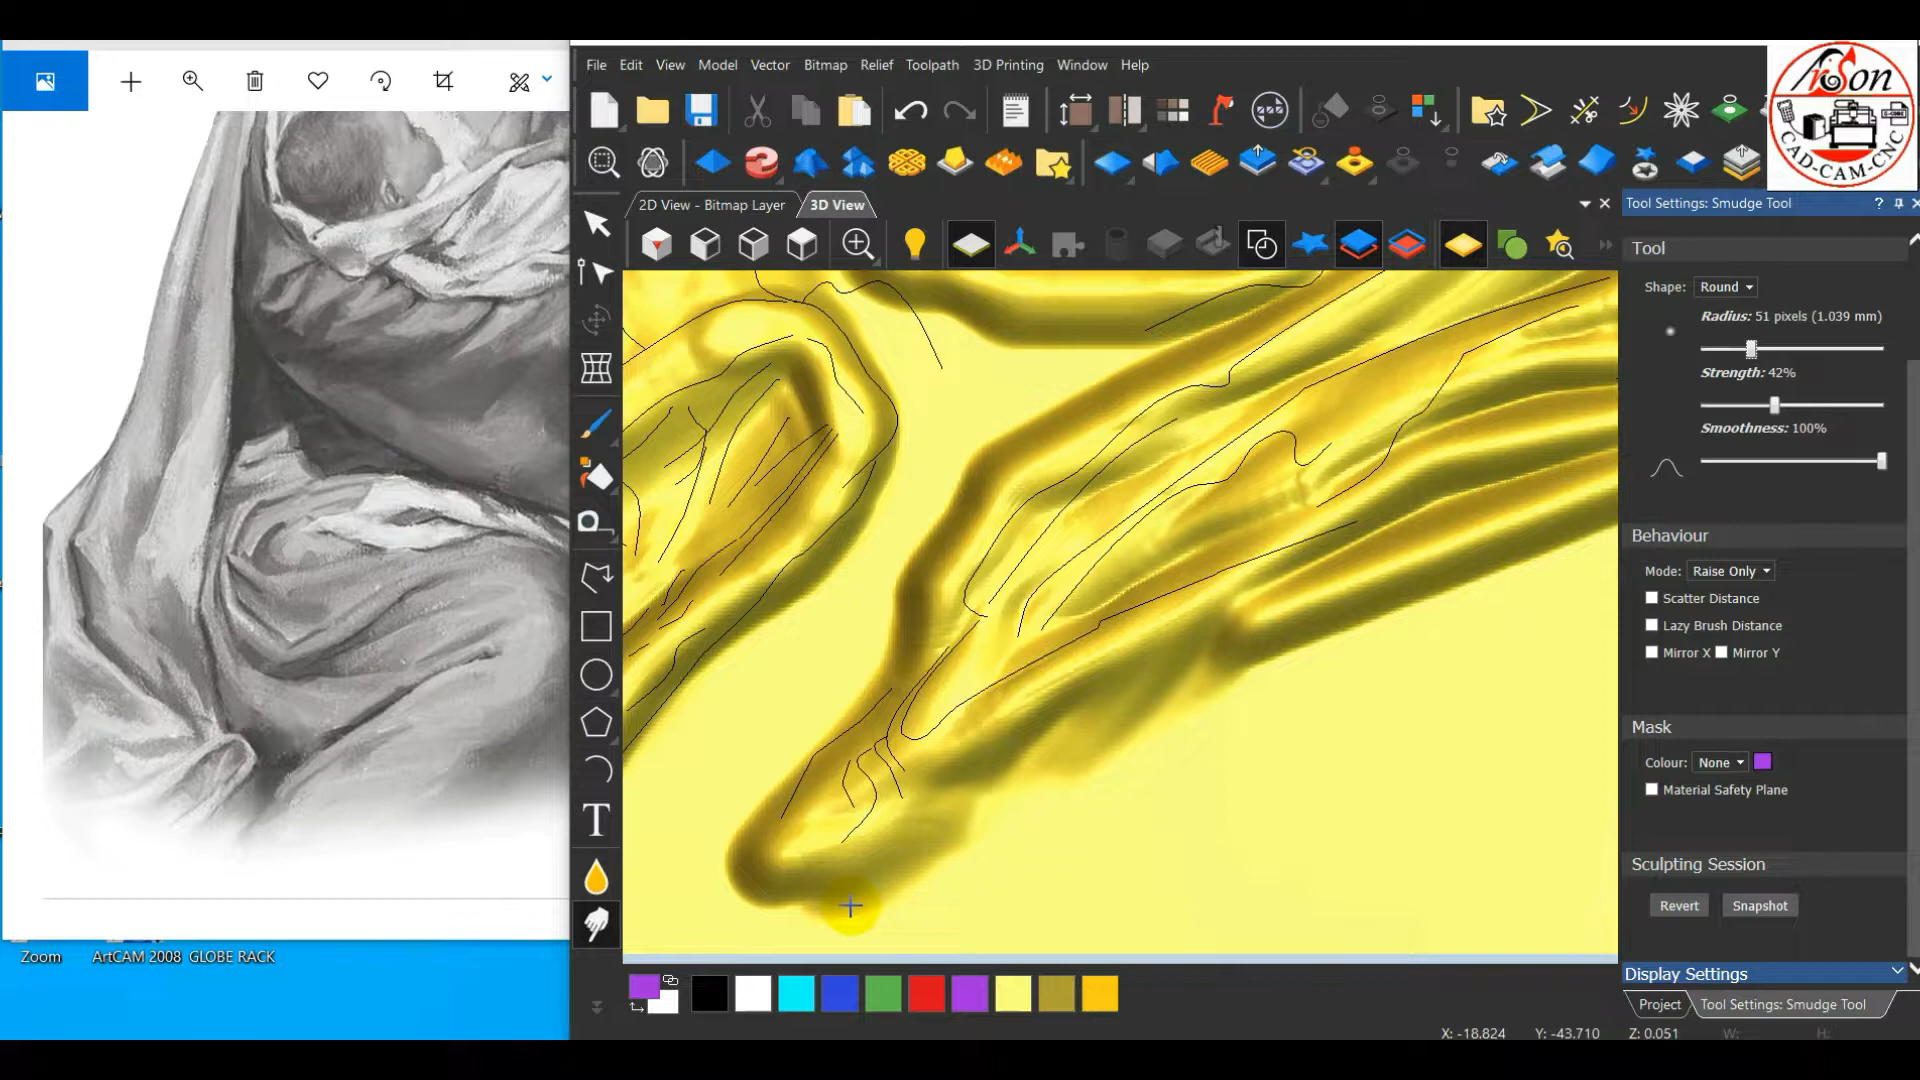 File Edit View Model Vector Bitmap Relief Toolpath 3D Printing Window Help
ArSon
CAD-CAM-CNC
2D View - Bitmap Layer
3D View
Tool Settings: Smudge Tool
Tool
Shape: Round
Radius: 51 pixels (1.039 mm)
Strength: 42%
Smoothness: 100%
Behaviour
Mode: Raise Only
Scatter Distance
Lazy Brush Distance
Mirror X Mirror Y
Mask
Colour: None
Material Safety Plane
Sculpting Session
Revert Snapshot
Display Settings
Project Tool Settings: Smudge Tool
X: -18.824 Y: -43.710 Z: 0.051 W: H:
Zoom ArtCAM 2008 GLOBE RACK